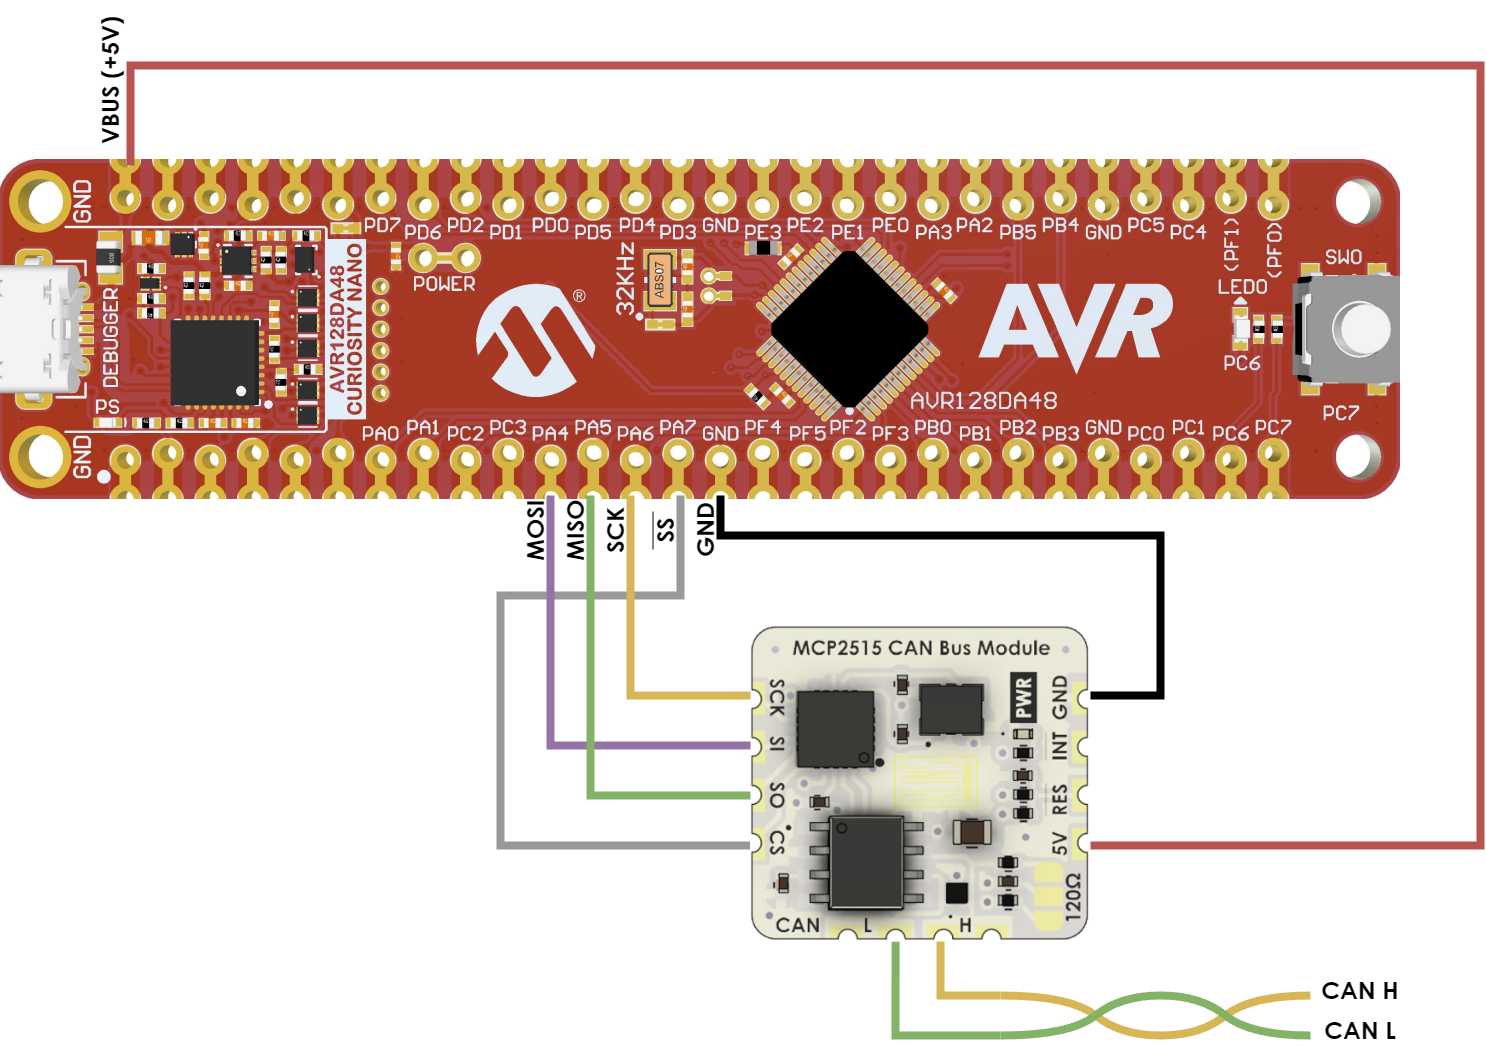 VBUS (+5V)
GND
PD7
PD6
PD2
PD1
PD0
PD5
PD4
PD3
GND
PE3
PE2
PE1
PE0
PA3
PA2
PB5
PB4
GND
PC5
PC4
(PF1)
(PF0)
POWER
32KHz
ABS07
®
AVR
SW0
LED0
PC6
PC7
DEBUGGER
PS
AVR128DA48
CURIOSITY NANO
AVR128DA48
GND
PA0
PA1
PC2
PC3
PA4
PA5
PA6
PA7
GND
PF4
PF5
PF2
PF3
PB0
PB1
PB2
PB3
GND
PC0
PC1
PC6
PC7
MOSI
MISO
SCK
SS
GND
MCP2515 CAN Bus Module
SCK
SI
SO
CS
PWR
GND
INT
RES
5V
120Ω
CAN L H
CAN H
CAN L